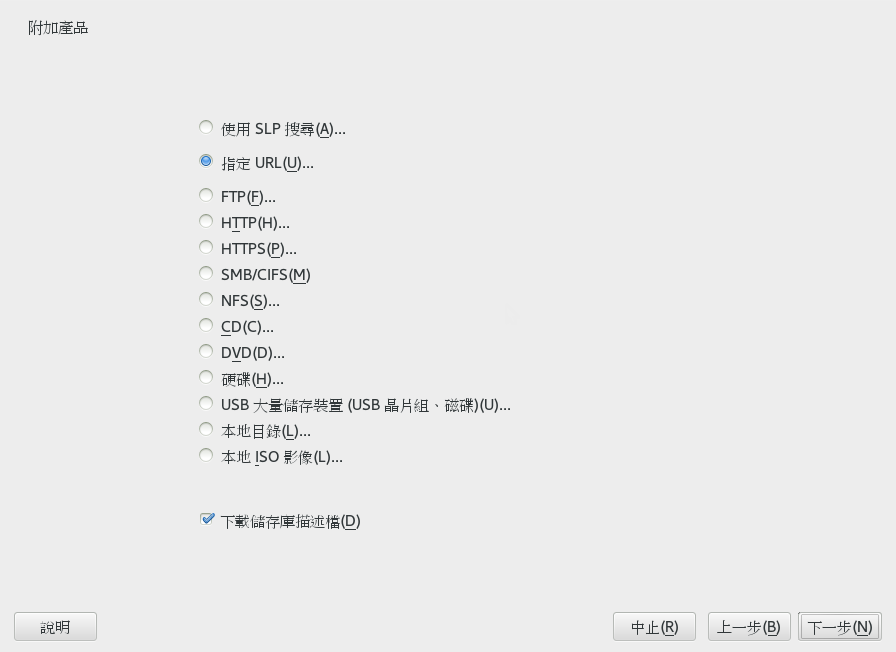 附加產品
使用 SLP 搜尋(A)...
指定 URL(U)...
FTP(F)...
HTTP(H)...
HTTPS(P)...
SMB/CIFS(M)
NFS(S)...
CD(C)...
DVD(D)...
硬碟(H)...
USB 大量儲存裝置 (USB 晶片組、磁碟)(U)...
本地目錄(L)...
本地 ISO 影像(L)...
下載儲存庫描述檔(D)
說明 中止(R) 上一步(B) 下一步(N)